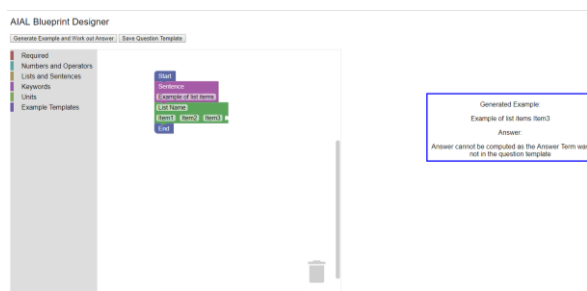 AIAL Blueprint Designer
Generate Example and Work out Answer
Save Question Template
Required
Numbers and Operators
Lists and Sentences
Keywords
Units
Example Templates
Start
Sentence
Example of list items
List Name
Item1 Item2 Item3
End
Generated Example:
Example of list items Item3
Answer:
Answer cannot be computed as the Answer Term was
not in the question template